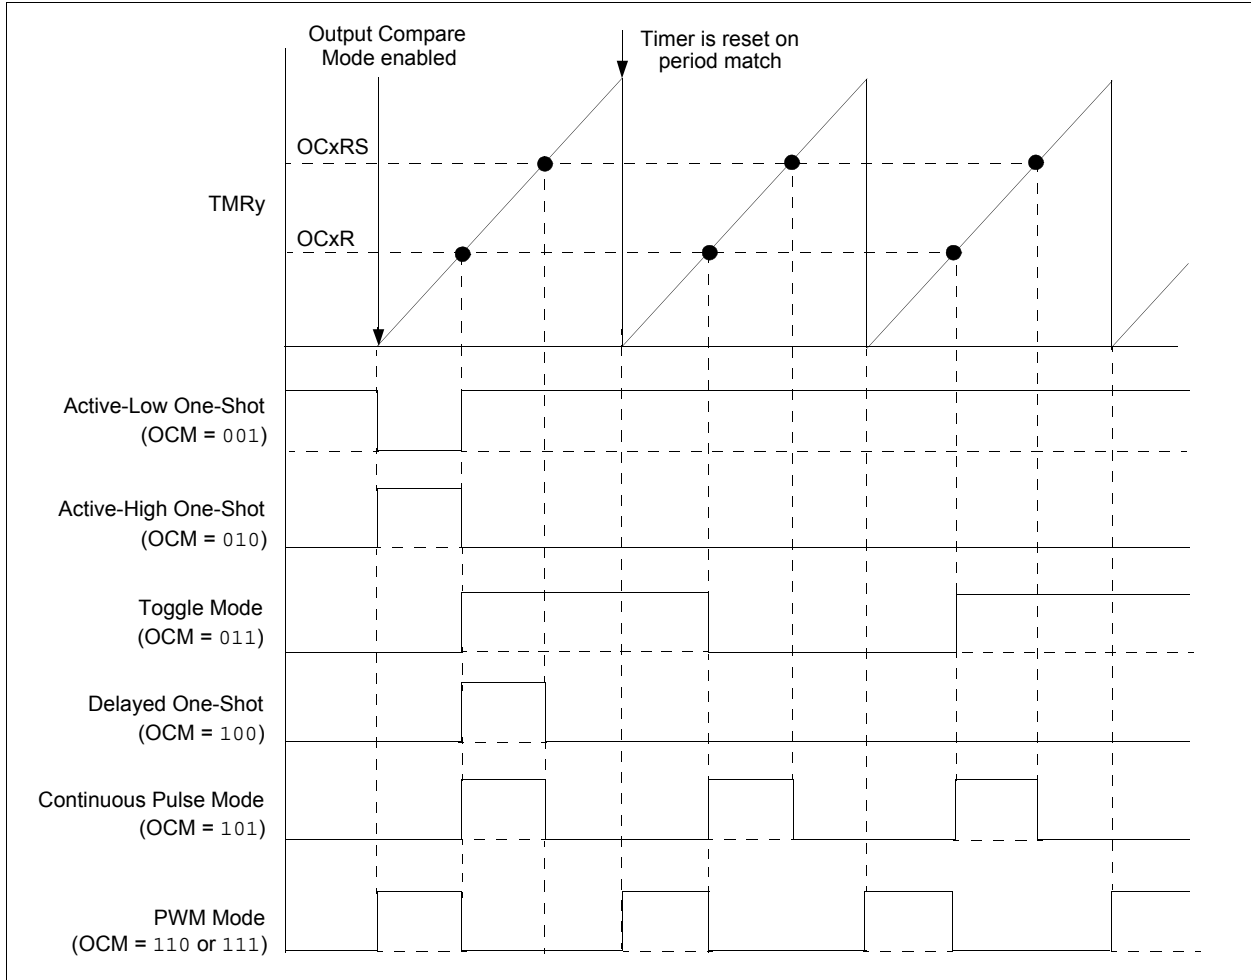 Output Compare
Mode enabled
Timer is reset on
period match
OCxRS
TMRy
OCxR
Active-Low One-Shot
(OCM = 001)
Active-High One-Shot
(OCM = 010)
Toggle Mode
(OCM = 011)
Delayed One-Shot
(OCM = 100)
Continuous Pulse Mode
(OCM = 101)
PWM Mode
(OCM = 110 or 111)